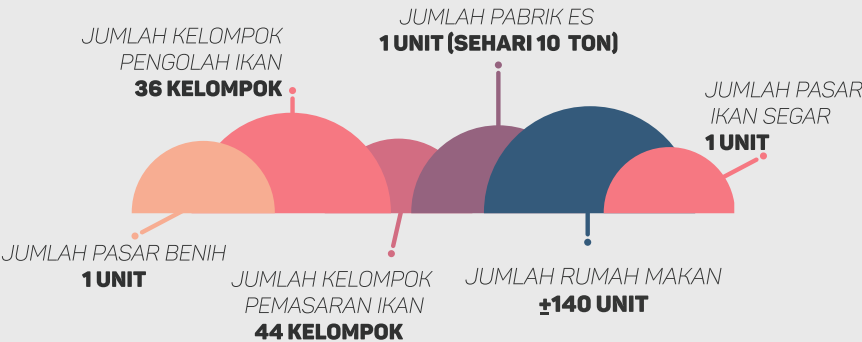 JUMLAH KELOMPOK
PENGOLAH IKAN
36 KELOMPOK
JUMLAH PABRIK ES
1 UNIT (SEHARI 10 TON)
JUMLAH PASAR
IKAN SEGAR
1 UNIT
JUMLAH PASAR BENIH
1 UNIT
JUMLAH KELOMPOK
PEMASARAN IKAN
44 KELOMPOK
JUMLAH RUMAH MAKAN
±140 UNIT